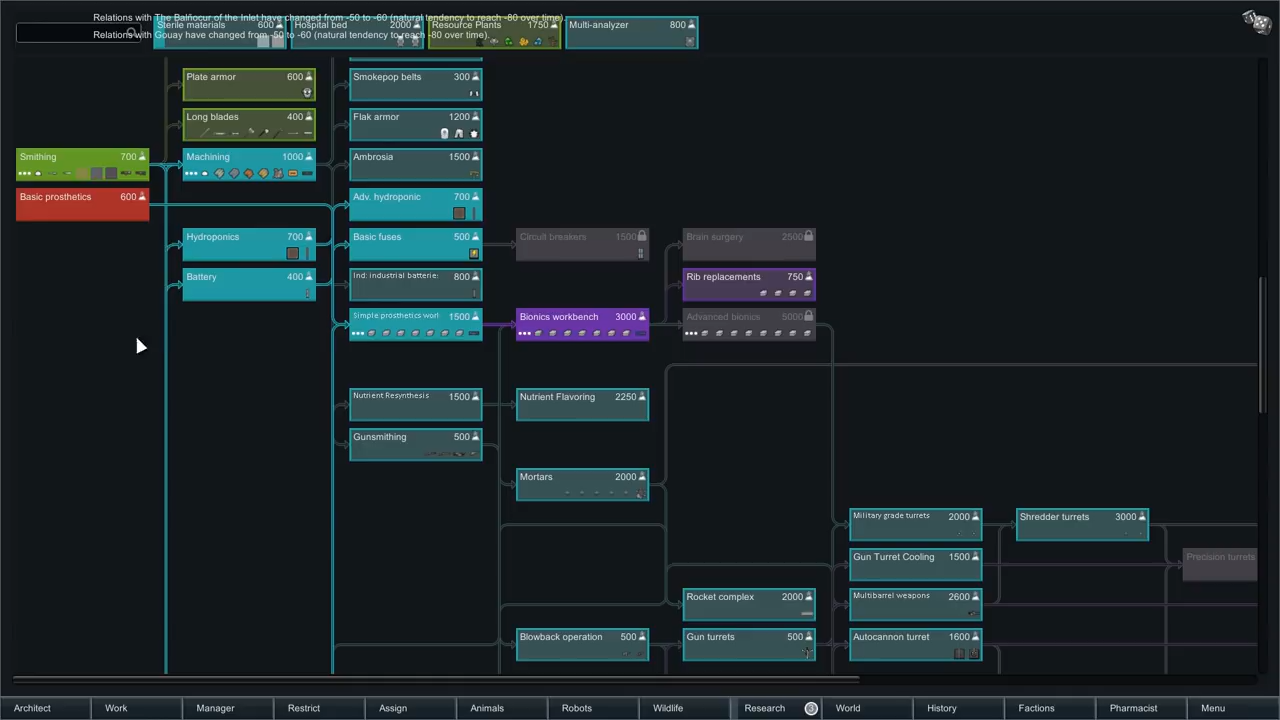 Relations with The Balñocur of the Inlet have changed from -50 to -60 (natural tendency to reach -80 over time).
Relations with Gouay have changed from -50 to -60 (natural tendency to reach -80 over time).
Sterile materials 600
Hospital bed 2000
Resource Plants 1750
Multi-analyzer 800
Plate armor 600
Smokepop belts 300
Long blades 400
Flak armor 1200
Smithing 700
Machining 1000
Ambrosia 1500
Basic prosthetics 600
Adv. hydroponic 700
Hydroponics 700
Basic fuses 500
Circuit breakers 1500
Brain surgery 2500
Battery 400
Ind: industrial batterie: 800
Rib replacements 750
Simple prosthetics worl 1500
Bionics workbench 3000
Advanced bionics 5000
Nutrient Resynthesis 1500
Nutrient Flavoring 2250
Gunsmithing 500
Mortars 2000
Military grade turrets 2000
Shredder turrets 3000
Gun Turret Cooling 1500
Precision turrets
Rocket complex 2000
Multibarrel weapons 2600
Blowback operation 500
Gun turrets 500
Autocannon turret 1600
Architect
Work
Manager
Restrict
Assign
Animals
Robots
Wildlife
Research 3
World
History
Factions
Pharmacist
Menu